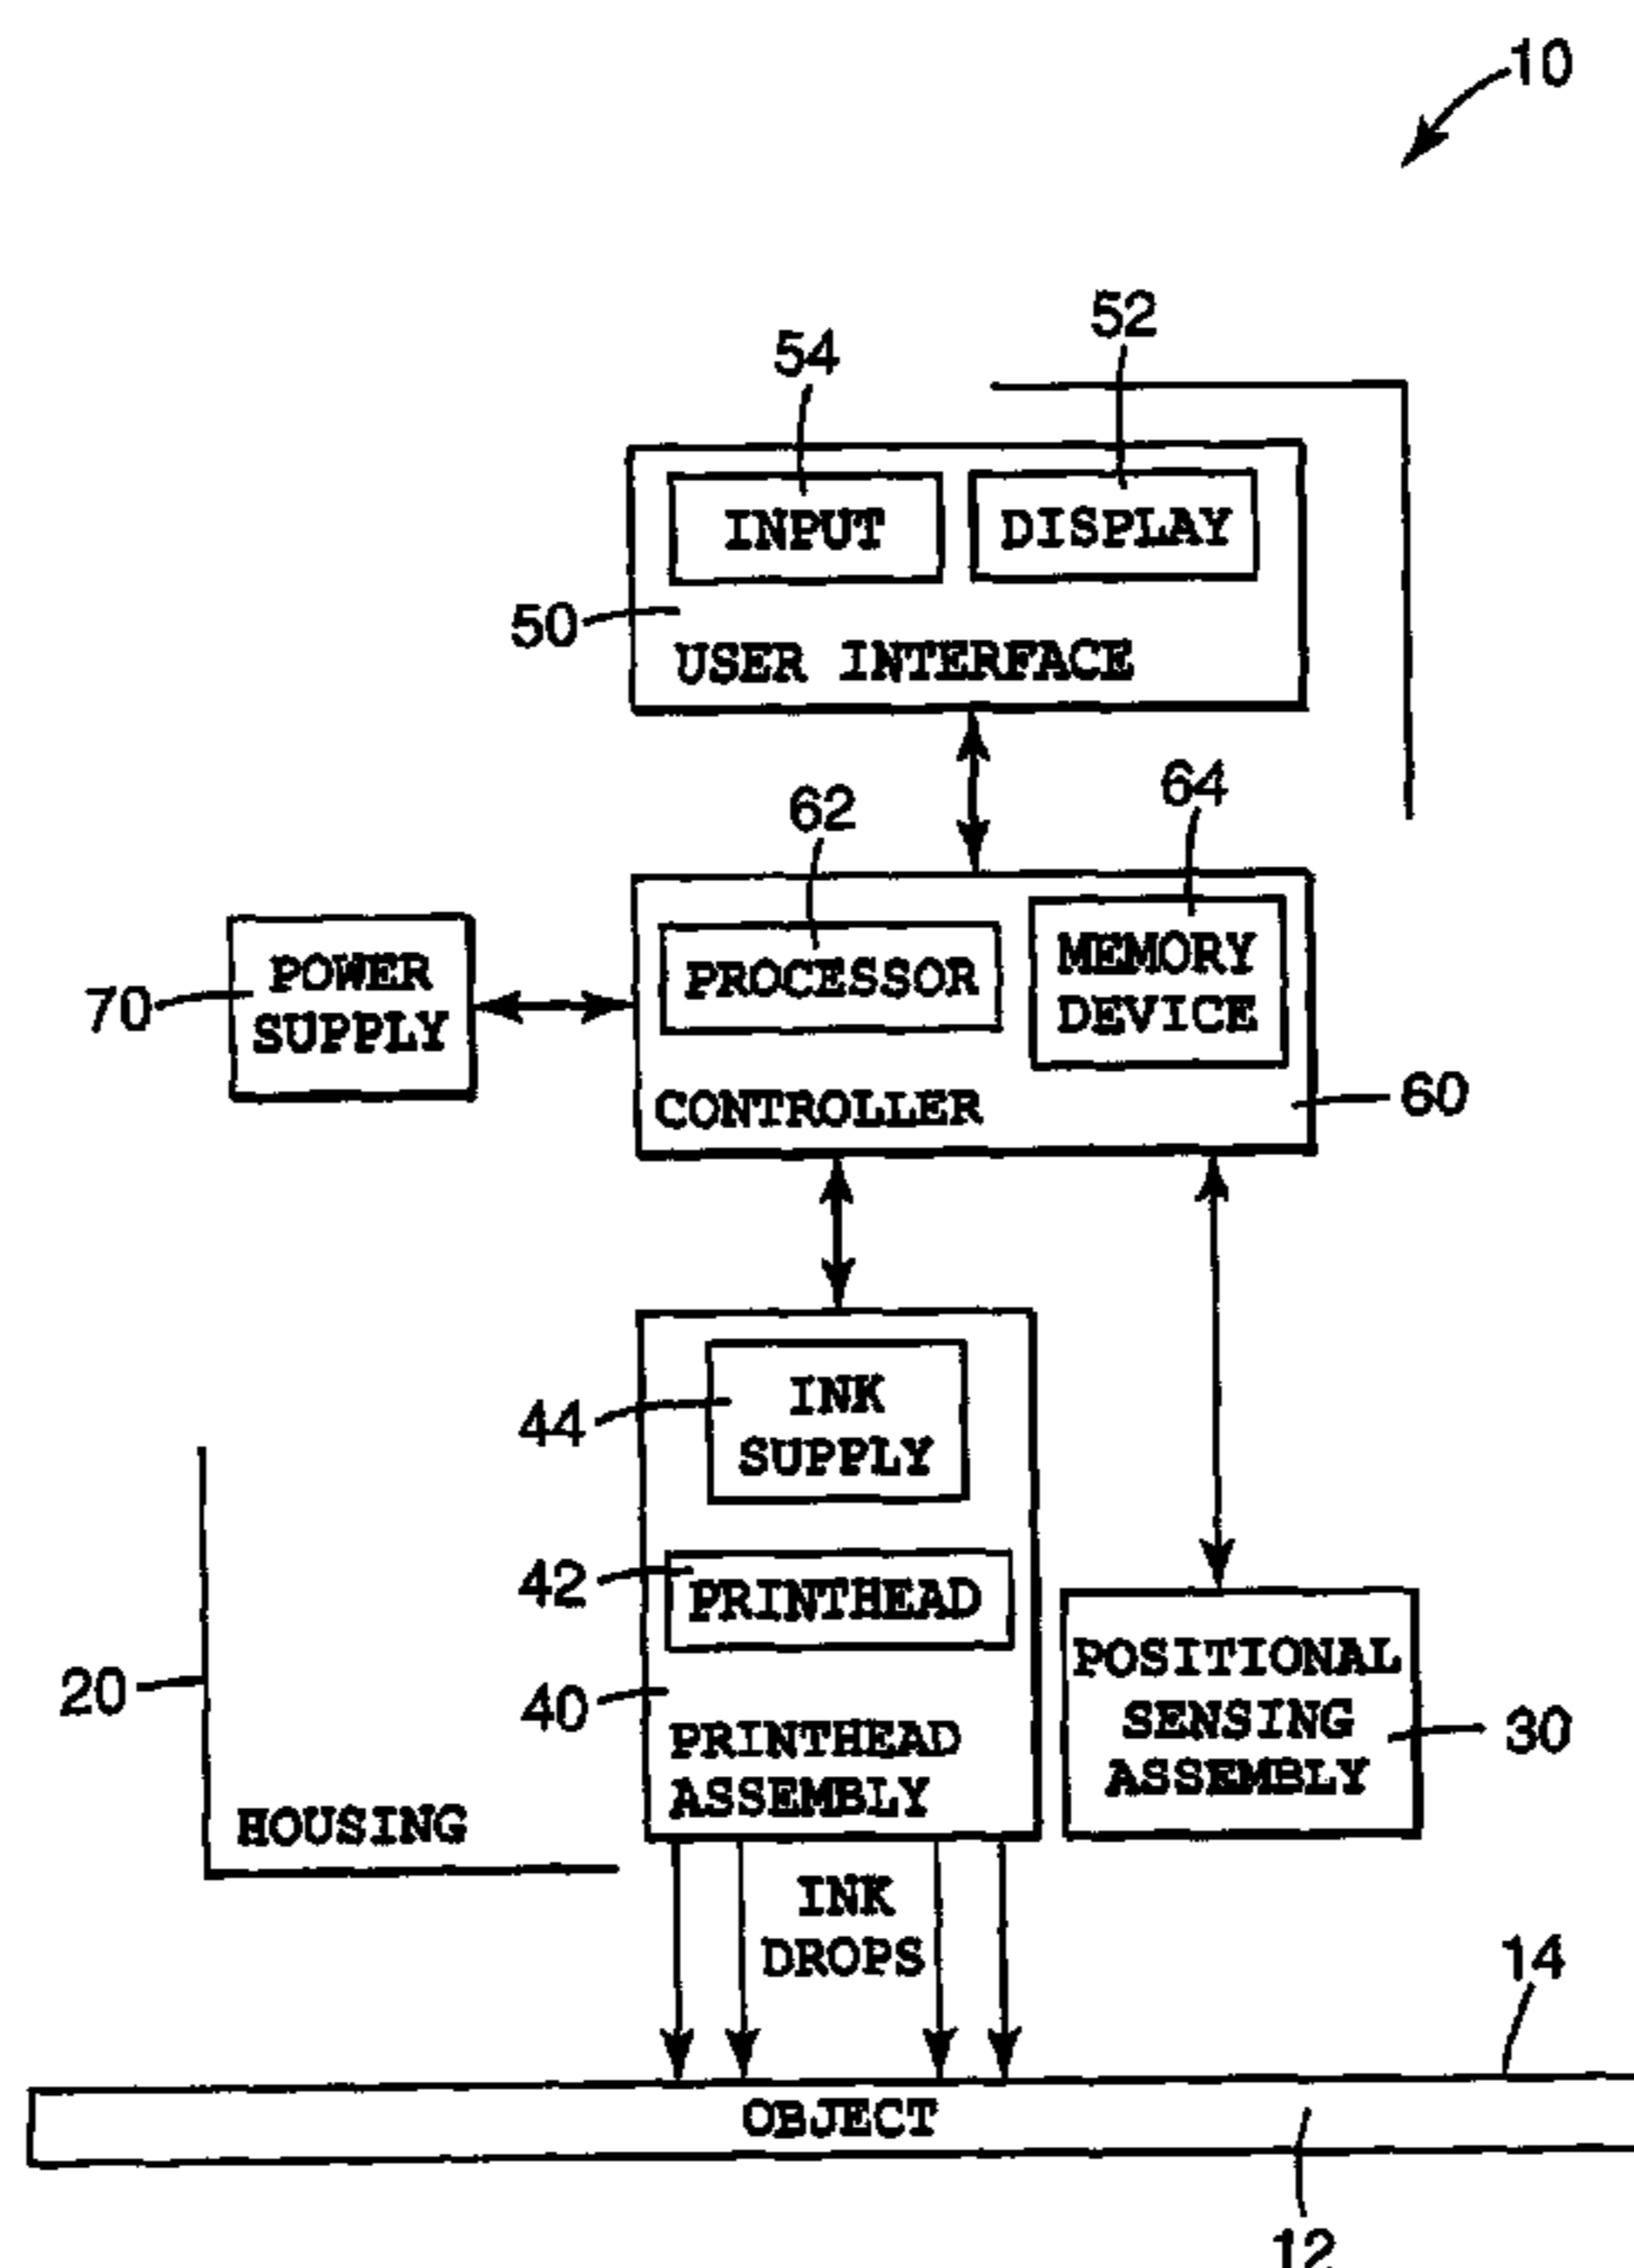 10
52
54
INPUT
DISPLAY
50
USER INTERFACE
64
62
MEMORY
DEVICE
PROCESSOR
POWER
SUPPLY
70
60
CONTROLLER
INK
SUPPLY
44
42
PRINTHEAD
POSITIONAL
SENSING
ASSEMBLY
20
40
30
PRINTHEAD
ASSEMBLY
HOUSING
INK
DROPS
14
OBJECT
12